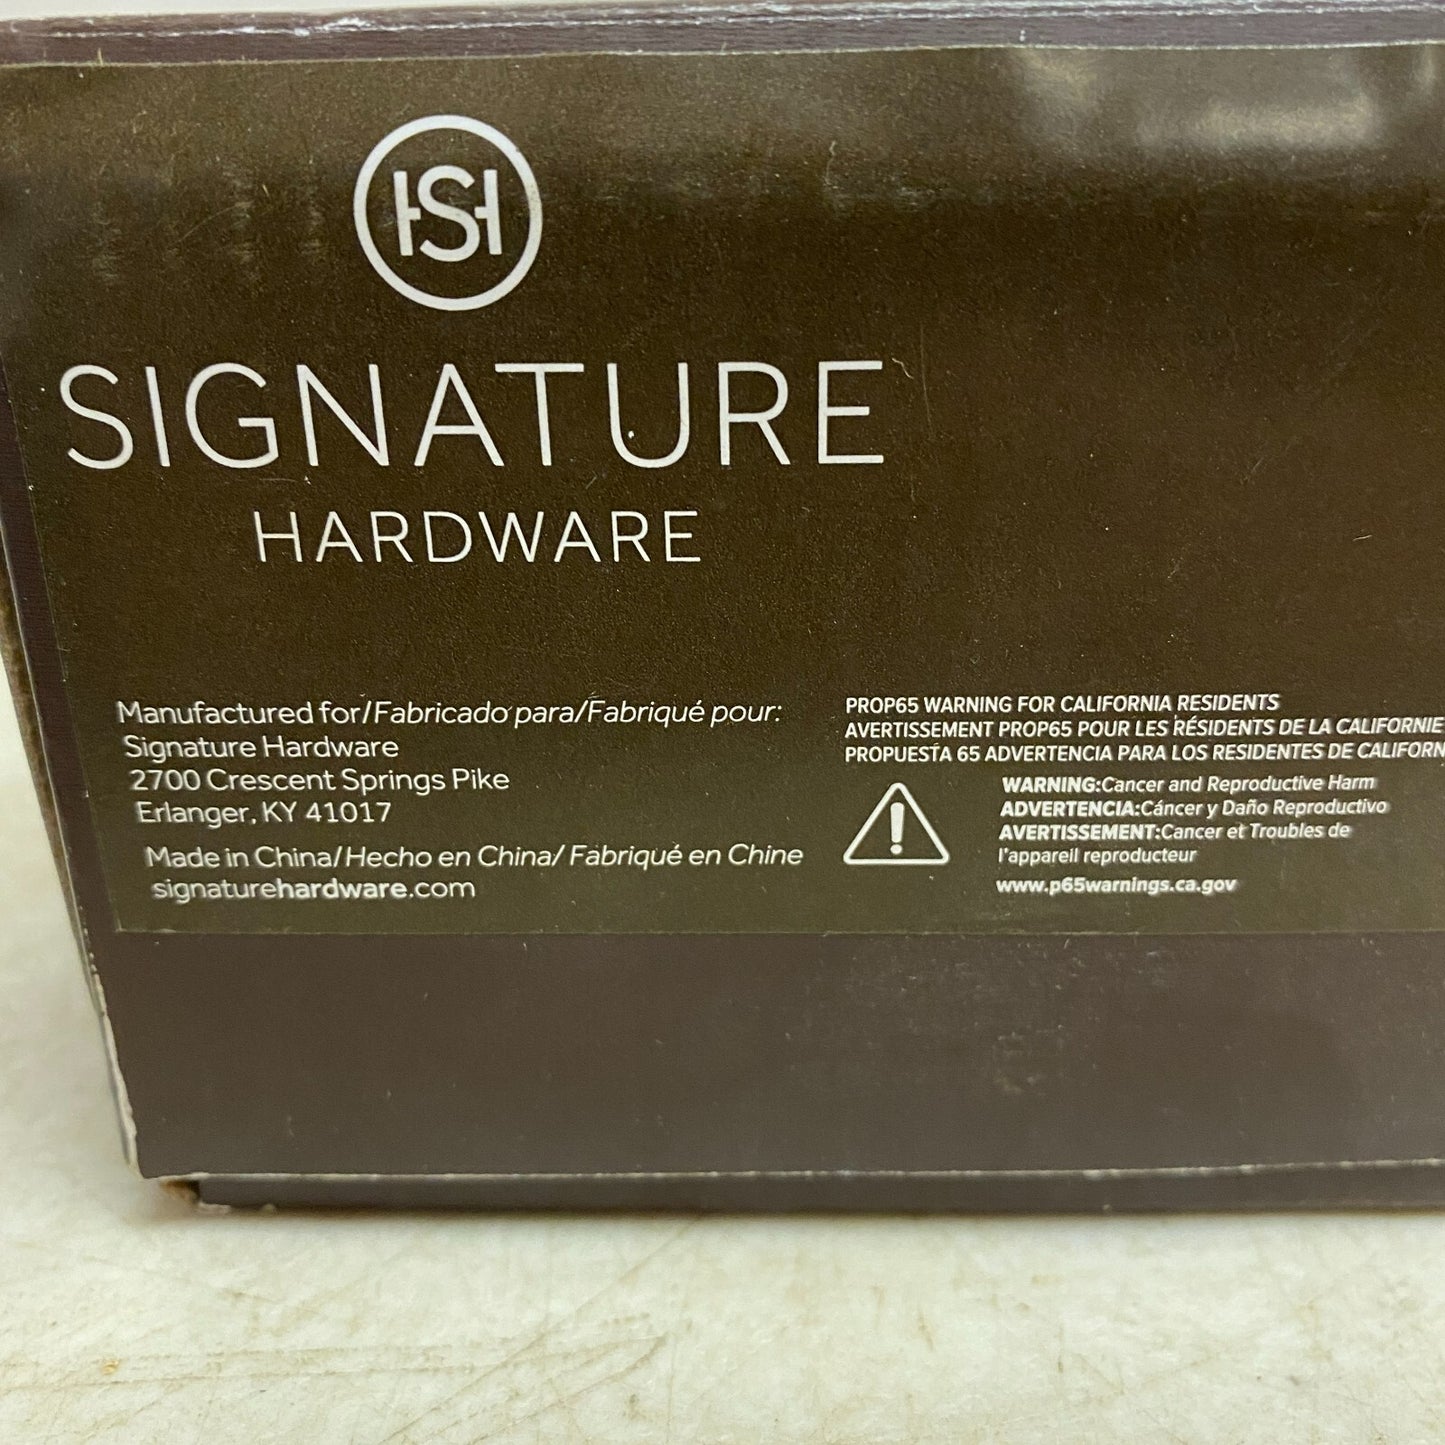 HSH
SIGNATURE
HARDWARE
Manufactured for/Fabricado para/Fabriqué pour:
Signature Hardware
2700 Crescent Springs Pike
Erlanger, KY 41017
Made in China/Hecho en China/ Fabriqué en Chine
signaturehardware.com
PROP65 WARNING FOR CALIFORNIA RESIDENTS
AVERTISSEMENT PROP65 POUR LES RÉSIDENTS DE LA CALIFORNIE
PROPUESTA 65 ADVERTENCIA PARA LOS RESIDENTES DE CALIFORN
WARNING:Cancer and Reproductive Harm
ADVERTENCIA:Cáncer y Daño Reproductivo
AVERTISSEMENT:Cancer et Troubles de
l'appareil reproducteur
www.p65warnings.ca.gov